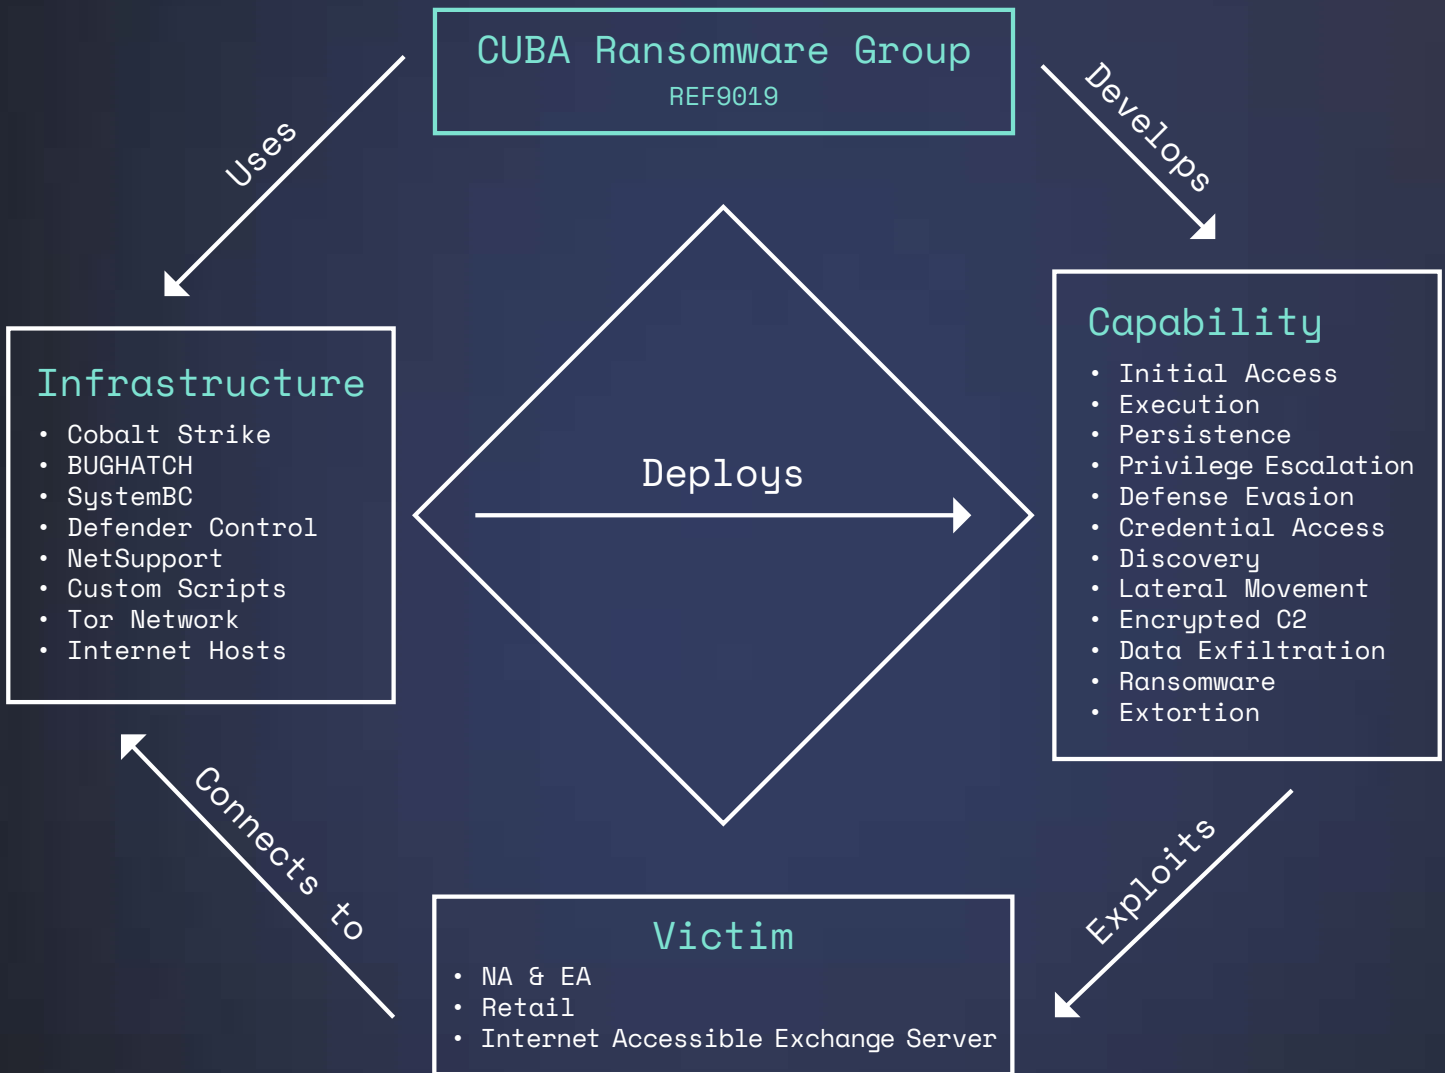 CUBA Ransomware Group
REF9019
Uses
Develops
Infrastructure
• Cobalt Strike
• BUGHATCH
• SystemBC
• Defender Control
• NetSupport
• Custom Scripts
• Tor Network
• Internet Hosts
Deploys
Capability
• Initial Access
• Execution
• Persistence
• Privilege Escalation
• Defense Evasion
• Credential Access
• Discovery
• Lateral Movement
• Encrypted C2
• Data Exfiltration
• Ransomware
• Extortion
Connects to
Exploits
Victim
• NA & EA
• Retail
• Internet Accessible Exchange Server